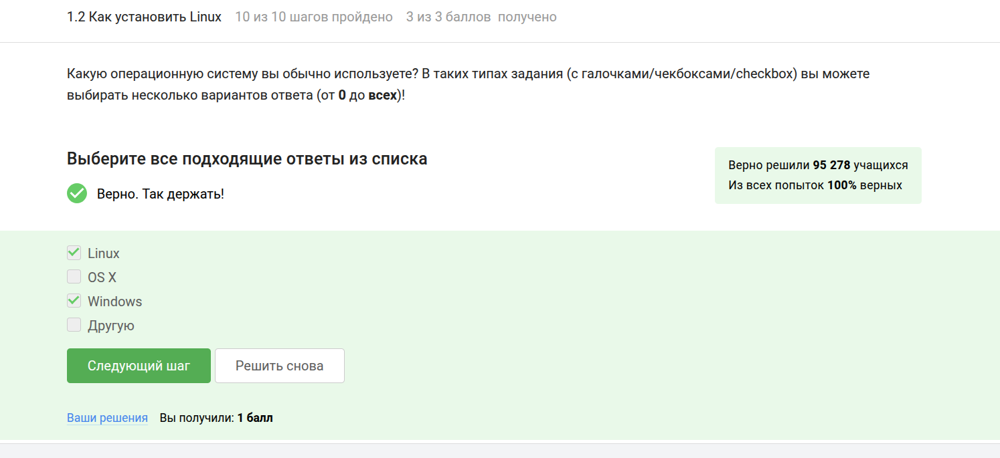 1.2 Как установить Linux 10 из 10 шагов пройдено 3 из 3 баллов получено
Какую операционную систему вы обычно используете? В таких типах задания (с галочками/чекбоксами/checkbox) вы можете
выбирать несколько вариантов ответа (от 0 до всех)!
Выберите все подходящие ответы из списка
Верно. Так держать!
Верно решили 95 278 учащихся
Из всех попыток 100% верных
Linux
OS X
Windows
Другую
Следующий шаг Решить снова
Ваши решения Вы получили: 1 балл